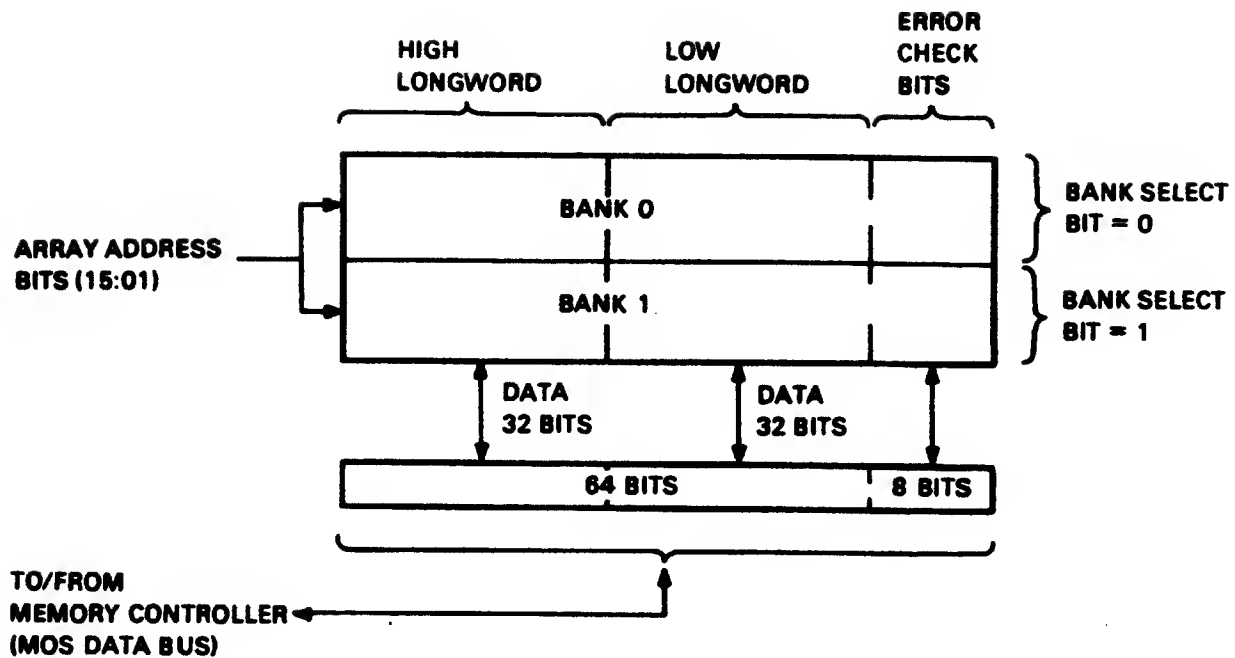 HIGH
LONGWORD
LOW
LONGWORD
ERROR
CHECK
BITS
BANK 0
BANK SELECT
BIT = 0
ARRAY ADDRESS
BITS (15:01)
BANK 1
BANK SELECT
BIT = 1
DATA
32 BITS
DATA
32 BITS
64 BITS
8 BITS
TO/FROM
MEMORY CONTROLLER
(MOS DATA BUS)